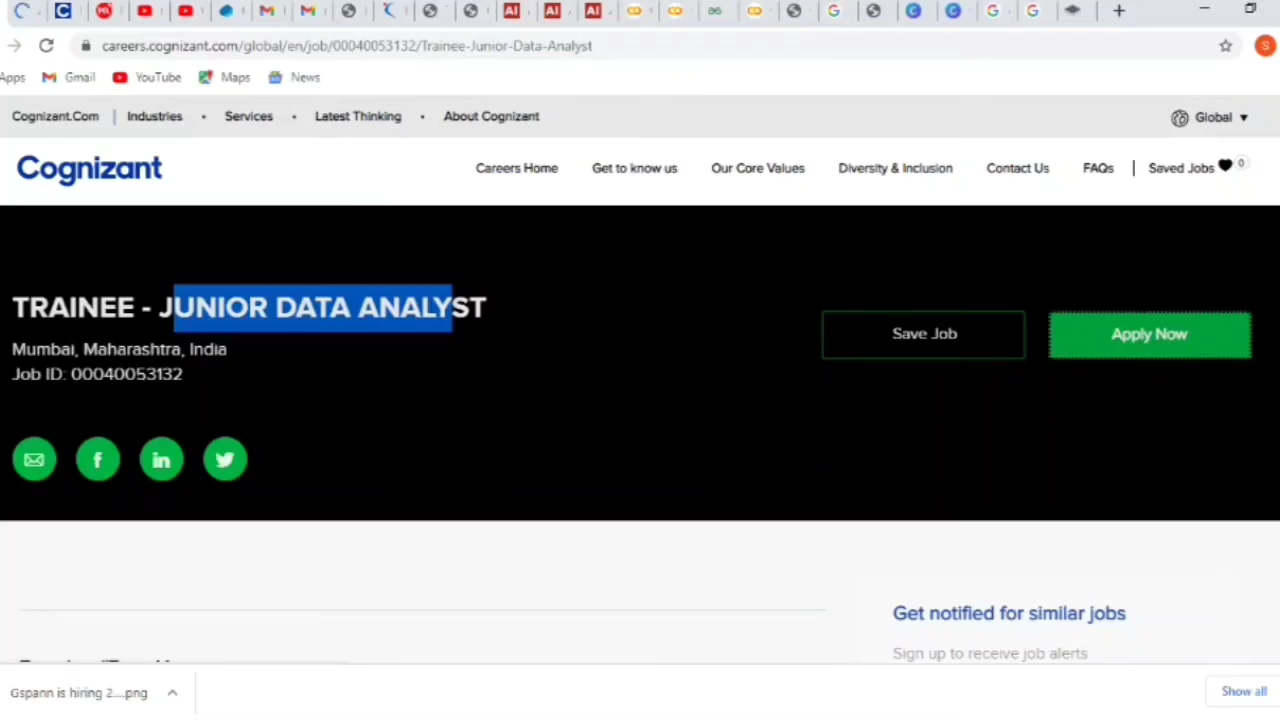 careers.cognizant.com/global/en/job/00040053132/Trainee-Junior-Data-Analyst
Apps Gmail YouTube Maps News
Cognizant.Com | Industries • Services • Latest Thinking • About Cognizant Global
Cognizant Careers Home Get to know us Our Core Values Diversity & Inclusion Contact Us FAQs | Saved Jobs 0
TRAINEE - JUNIOR DATA ANALYST
Mumbai, Maharashtra, India
Job ID: 00040053132
Save Job Apply Now
Get notified for similar jobs
Sign up to receive job alerts
Gspann is hiring 2....png Show all